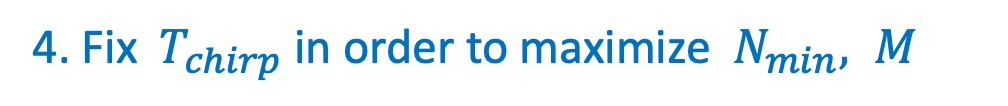 4. Fix T_chirp in order to maximize N_min, M